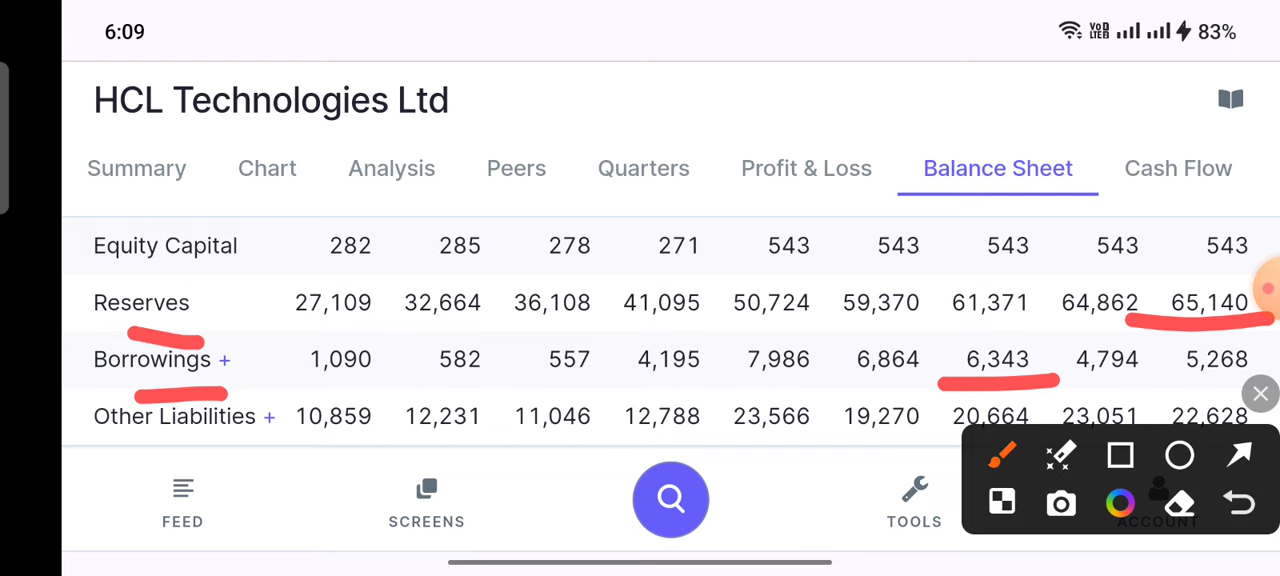 6:09 VoD LTED 83%
HCL Technologies Ltd
Summary Chart Analysis Peers Quarters Profit & Loss Balance Sheet Cash Flow
Equity Capital 282 285 278 271 543 543 543 543 543
Reserves 27,109 32,664 36,108 41,095 50,724 59,370 61,371 64,862 65,140
Borrowings + 1,090 582 557 4,195 7,986 6,864 6,343 4,794 5,268
Other Liabilities + 10,859 12,231 11,046 12,788 23,566 19,270 20,664 23,051 22,628
FEED SCREENS TOOLS ACCOUNT